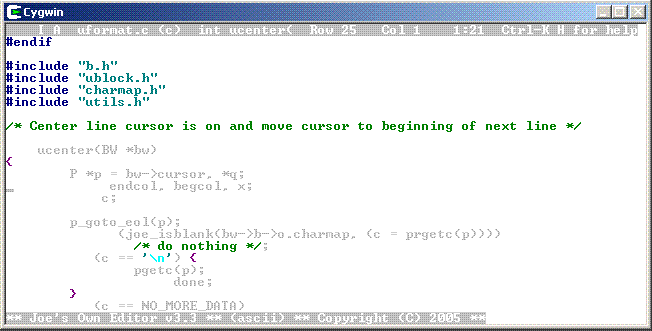 Cygwin
I A uformat.c (c) int ucenter( Row 25 Col 1 1:21 Ctrl-K H for help
#endif
#include "b.h"
#include "ublock.h"
#include "charmap.h"
#include "utils.h"
/* Center line cursor is on and move cursor to beginning of next line */
ucenter(BW *bw)
{
P *p = bw->cursor, *q;
endcol, begcol, x;
c;
p_goto_eol(p);
(joe_isblank(bw->b->o.charmap, (c = prgetc(p))))
/* do nothing */;
(c == '\n') {
pgetc(p);
done;
}
(c == NO_MORE_DATA)
** Joe's Own Editor v3.3 ** (ascii) ** Copyright (C) 2005 **